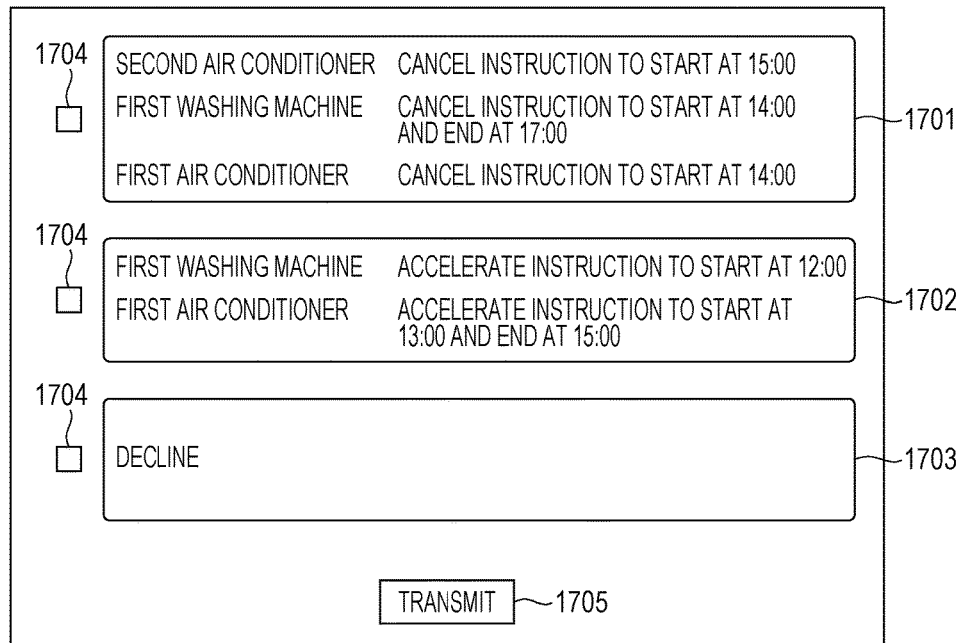 1704
SECOND AIR CONDITIONER CANCEL INSTRUCTION TO START AT 15:00
FIRST WASHING MACHINE CANCEL INSTRUCTION TO START AT 14:00
AND END AT 17:00
1701
FIRST AIR CONDITIONER CANCEL INSTRUCTION TO START AT 14:00
1704
FIRST WASHING MACHINE ACCELERATE INSTRUCTION TO START AT 12:00
FIRST AIR CONDITIONER ACCELERATE INSTRUCTION TO START AT
13:00 AND END AT 15:00
1702
1704
DECLINE
1703
TRANSMIT
1705